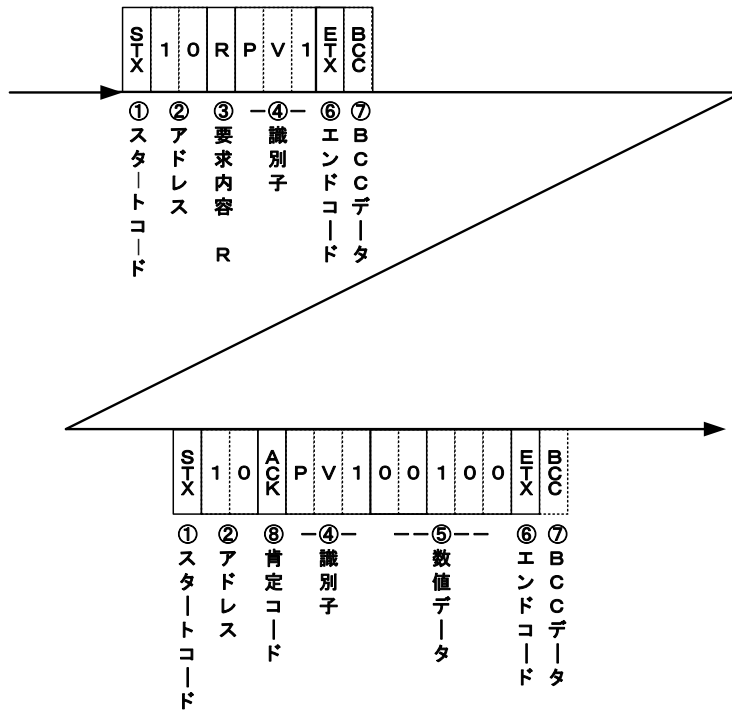 STX 1 0 R P V 1 ETX BCC
①スタートコード
②アドレス
③要求内容 R
④識別子
⑥エンドコード
⑦BCCデータ
STX 1 0 ACK P V 1 0 0 1 0 0 ETX BCC
①スタートコード
②アドレス
⑧肯定コード
④識別子
⑤数値データ
⑥エンドコード
⑦BCCデータ